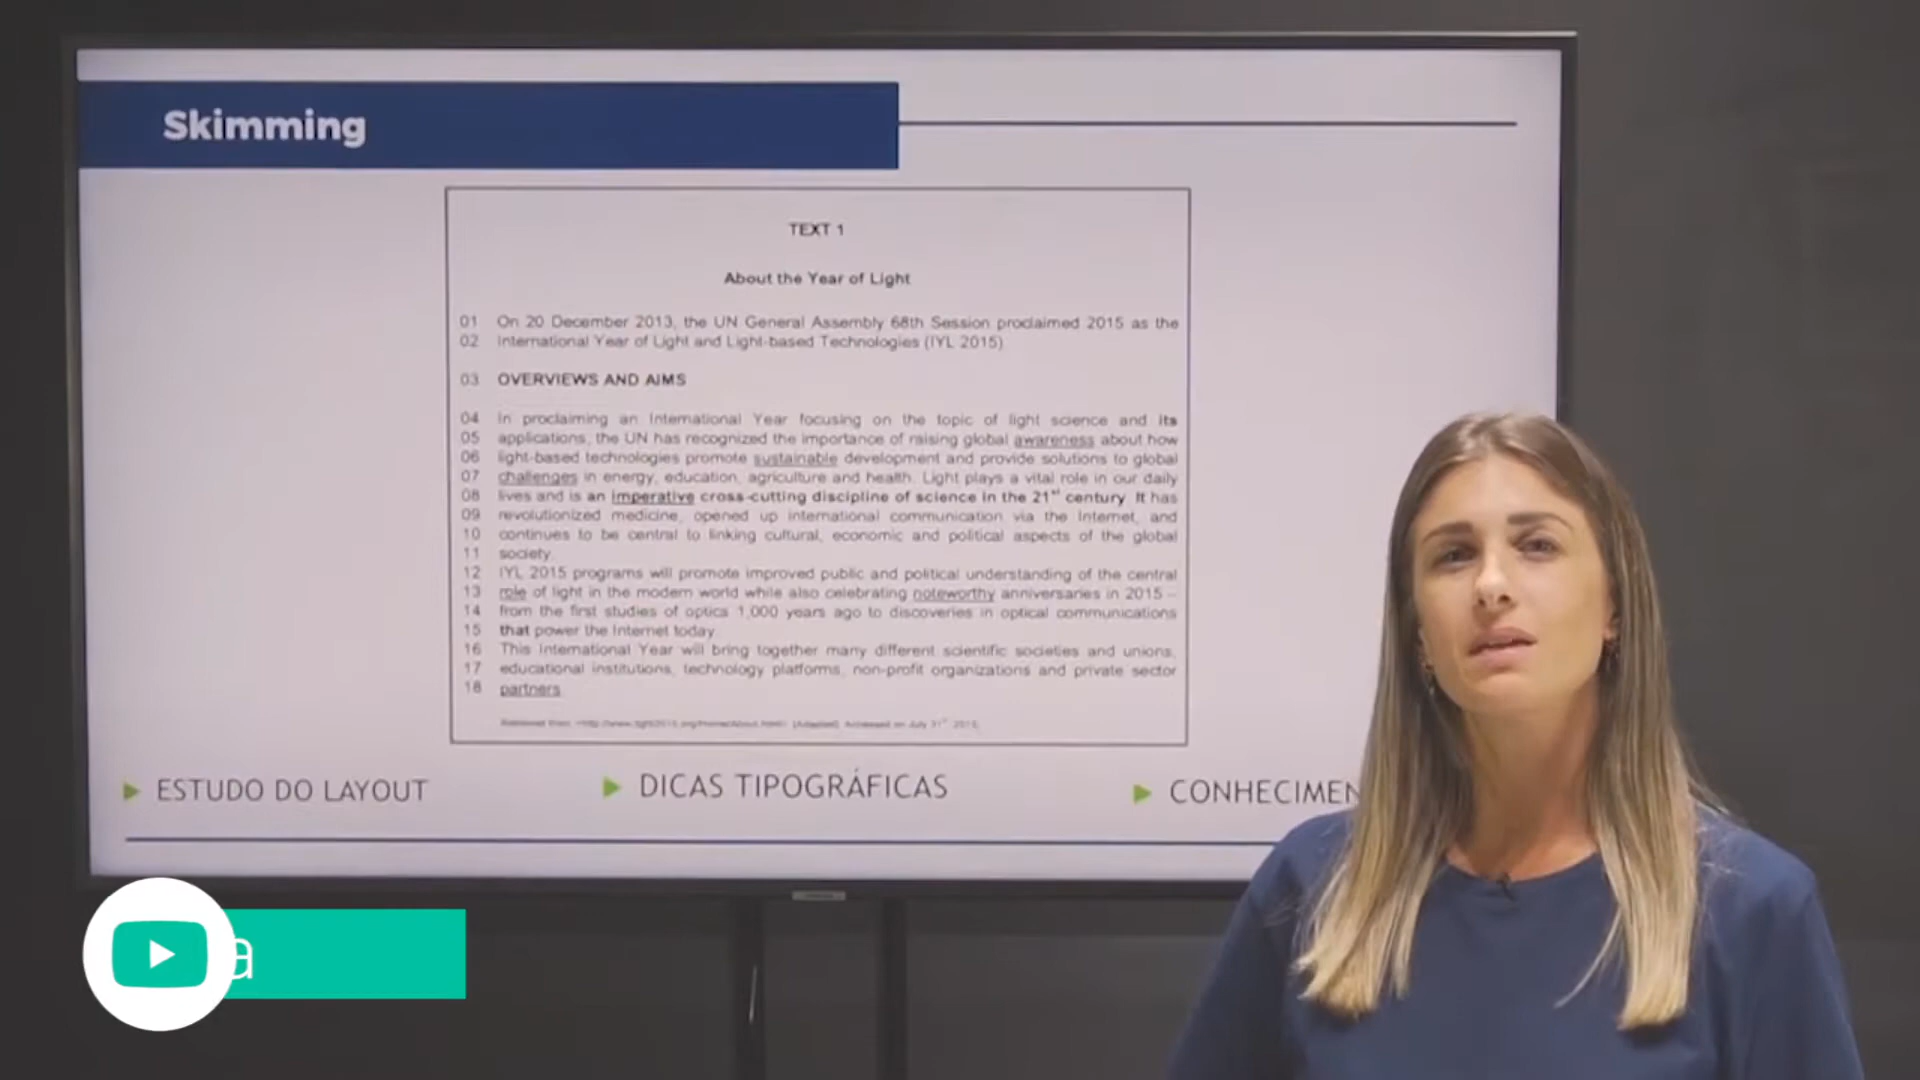 Skimming
TEXT 1
About the Year of Light
01 On 20 December 2013, the UN General Assembly 68th Session proclaimed 2015 as the
02 International Year of Light and Light-based Technologies (IYL 2015)
03 OVERVIEWS AND AIMS
04 In proclaiming an International Year focusing on the topic of light science and its
05 applications, the UN has recognized the importance of raising global awareness about how
06 light-based technologies promote sustainable development and provide solutions to global
07 challenges in energy, education, agriculture and health. Light plays a vital role in our daily
08 lives and is an imperative cross-cutting discipline of science in the 21st century. It has
09 revolutionized medicine, opened up international communication via the Internet, and
10 continues to be central to linking cultural, economic and political aspects of the global
11 society.
12 IYL 2015 programs will promote improved public and political understanding of the central
13 role of light in the modern world while also celebrating noteworthy anniversaries in 2015 –
14 from the first studies of optics 1,000 years ago to discoveries in optical communications
15 that power the Internet today.
16 This International Year will bring together many different scientific societies and unions,
17 educational institutions, technology platforms, non-profit organizations and private sector
18 partners.
ESTUDO DO LAYOUT
DICAS TIPOGRÁFICAS
CONHECIMEN
a